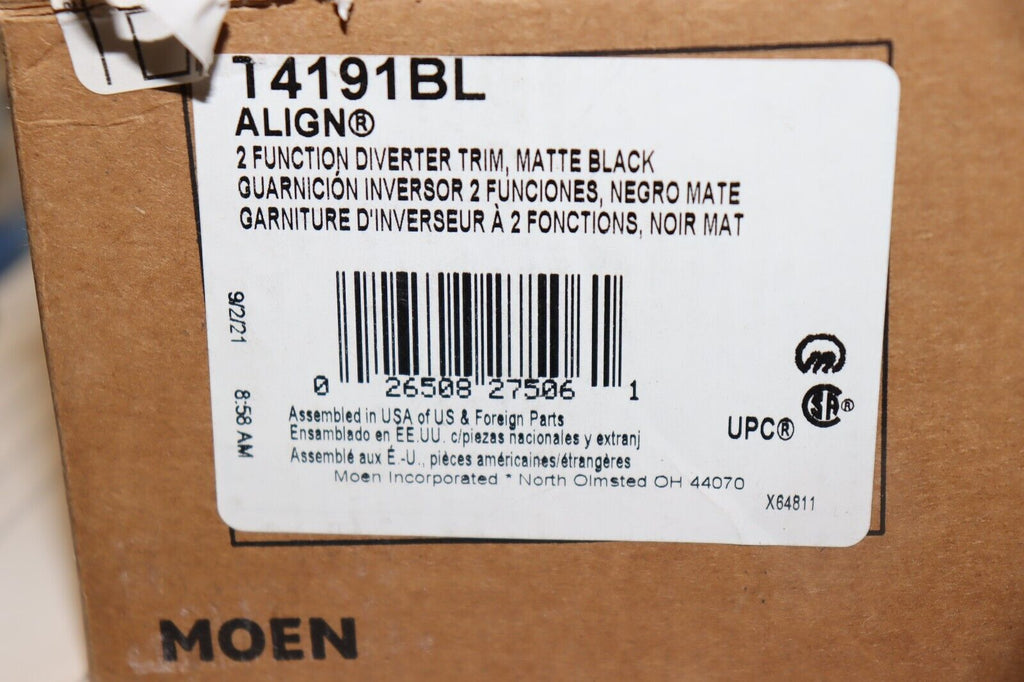 T4191BL
ALIGN®
2 FUNCTION DIVERTER TRIM, MATTE BLACK
GUARNICIÓN INVERSOR 2 FUNCIONES, NEGRO MATE
GARNITURE D'INVERSEUR À 2 FONCTIONS, NOIR MAT
9/2/21 8:58 AM
0 26508 27506 1
Assembled in USA of US & Foreign Parts
Ensamblado en EE.UU. c/piezas nacionales y extranj
Assemblé aux É.-U., pièces américaines/étrangères
Moen Incorporated * North Olmsted OH 44070
SA®
UPC®
X64811
MOEN